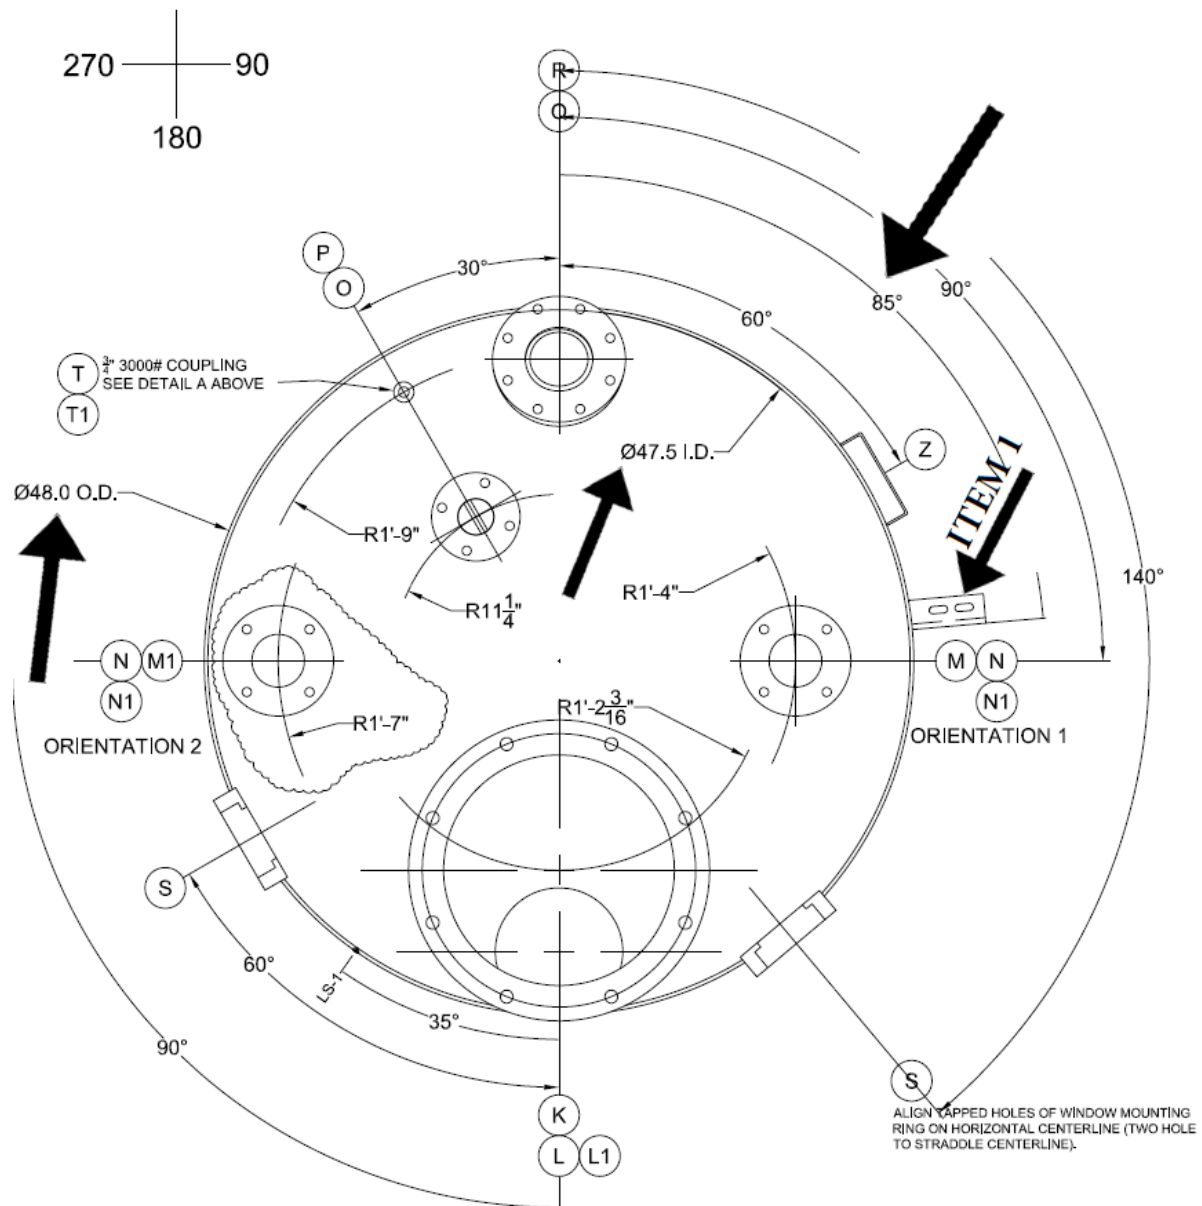 270
90
180
R
Q
P
O
30°
60°
85°
90°
T
3/4" 3000# COUPLING
SEE DETAIL A ABOVE
T1
Ø47.5 I.D.
Z
ITEM 1
Ø48.0 O.D.
R1'-9"
R11 1/4"
R1'-4"
140°
N M1
N1
ORIENTATION 2
M N
N1
ORIENTATION 1
R1'-7"
R1'-2 3/16"
S
60°
LS-1
35°
90°
S
ALIGN TAPPED HOLES OF WINDOW MOUNTING
RING ON HORIZONTAL CENTERLINE (TWO HOLE
TO STRADDLE CENTERLINE).
K
L L1